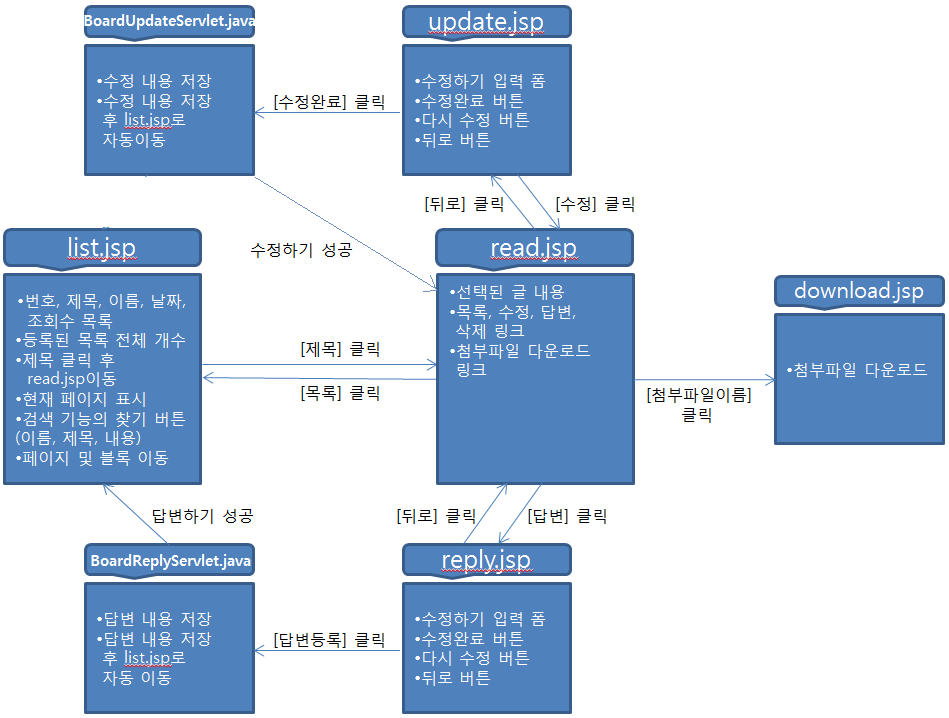 BoardUpdateServlet.java
•수정 내용 저장
•수정 내용 저장
후 list.jsp로
자동이동
[수정완료] 클릭
update.jsp
•수정하기 입력 폼
•수정완료 버튼
•다시 수정 버튼
•뒤로 버튼
[뒤로] 클릭
[수정] 클릭
수정하기 성공
list.jsp
•번호, 제목, 이름, 날짜,
조회수 목록
•등록된 목록 전체 개수
•제목 클릭 후
read.jsp이동
•현재 페이지 표시
•검색 기능의 찾기 버튼
(이름, 제목, 내용)
•페이지 및 블록 이동
[제목] 클릭
[목록] 클릭
read.jsp
•선택된 글 내용
•목록, 수정, 답변,
삭제 링크
•첨부파일 다운로드
링크
[첨부파일이름]
클릭
download.jsp
•첨부파일 다운로드
답변하기 성공
[뒤로] 클릭
[답변] 클릭
BoardReplyServlet.java
•답변 내용 저장
•답변 내용 저장
후 list.jsp로
자동 이동
[답변등록] 클릭
reply.jsp
•수정하기 입력 폼
•수정완료 버튼
•다시 수정 버튼
•뒤로 버튼